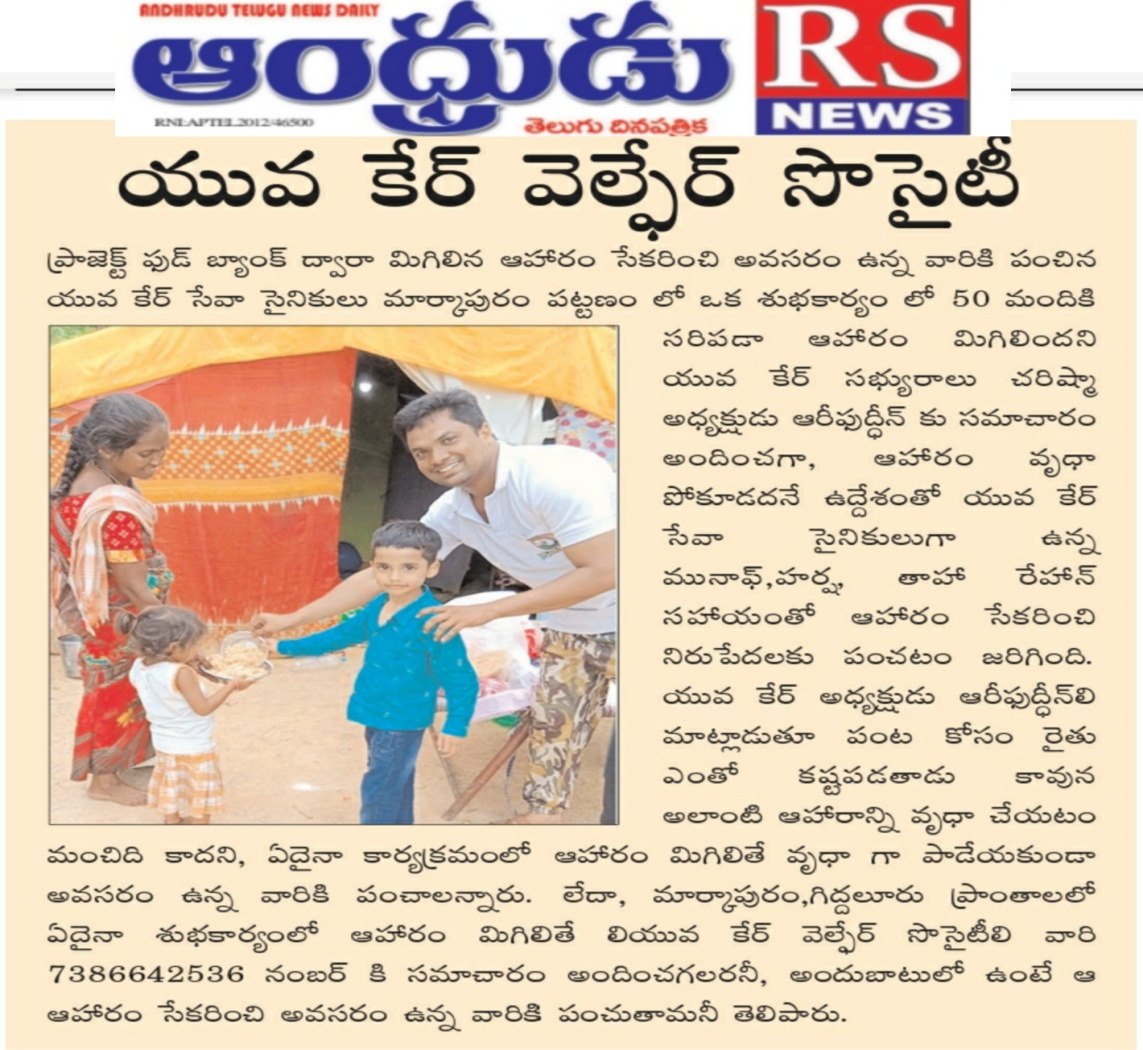 ANDHRUDU TELUGU NEWS DAILY
ఆంధ్రుడు
RNI:APTEL2012/46500
తెలుగు దినపత్రిక
RS
NEWS
యువ కేర్ వెల్ఫేర్ సొసైటీ
ప్రాజెక్ట్ ఫుడ్ బ్యాంక్ ద్వారా మిగిలిన ఆహారం సేకరించి అవసరం ఉన్న వారికి పంచిన
యువ కేర్ సేవా సైనికులు మార్కాపురం పట్టణం లో ఒక శుభకార్యం లో 50 మందికి
సరిపడా ఆహారం మిగిలిందని
యువ కేర్ సభ్యురాలు చరిష్మా
అధ్యక్షుడు ఆరీఫుద్ధీన్ కు సమాచారం
అందించగా, ఆహారం వృధా
పోకూడదనే ఉద్దేశంతో యువ కేర్
సేవా సైనికులుగా ఉన్న
మునాఫ్,హర్ష, తాహా రేహాన్
సహాయంతో ఆహారం సేకరించి
నిరుపేదలకు పంచటం జరిగింది.
యువ కేర్ అధ్యక్షుడు ఆరీఫుద్ధీన్‌లి
మాట్లాడుతూ పంట కోసం రైతు
ఎంతో కష్టపడతాడు కావున
అలాంటి ఆహారాన్ని వృధా చేయటం
మంచిది కాదని, ఏదైనా కార్యక్రమంలో ఆహారం మిగిలితే వృధా గా పాడేయకుండా
అవసరం ఉన్న వారికి పంచాలన్నారు. లేదా, మార్కాపురం,గిద్దలూరు ప్రాంతాలలో
ఏదైనా శుభకార్యంలో ఆహారం మిగిలితే లియువ కేర్ వెల్ఫేర్ సొసైటీలి వారి
7386642536 నంబర్ కి సమాచారం అందించగలరనీ, అందుబాటులో ఉంటే ఆ
ఆహారం సేకరించి అవసరం ఉన్న వారికి పంచుతామనీ తెలిపారు.